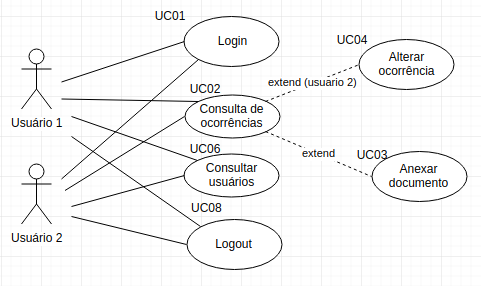 UC01
Login
UC04
Alterar
ocorrência
extend (usuario 2)
UC02
Consulta de
ocorrências
Usuário 1
UC06
extend
UC03
Consultar
usuários
Anexar
documento
UC08
Usuário 2
Logout